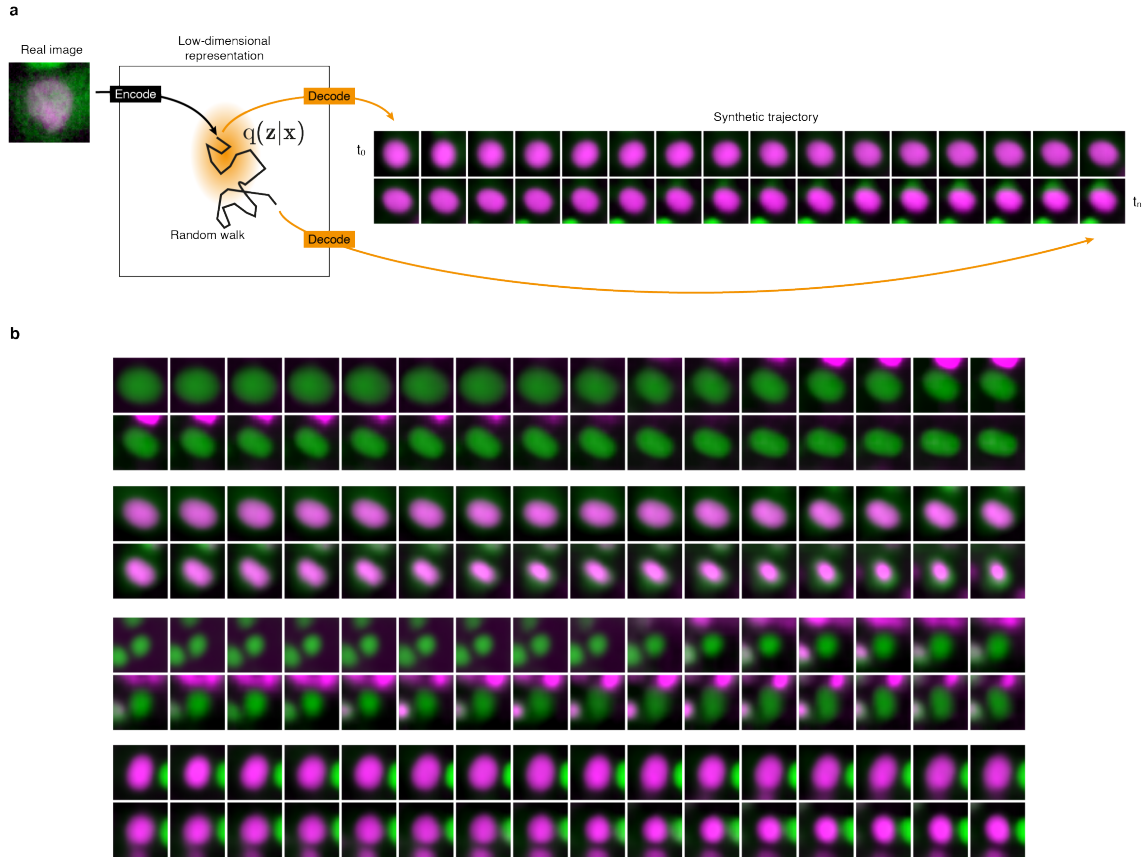 a
Real image
Low-dimensional
representation
Encode
Decode
q(z|x)
Random walk
Decode
Synthetic trajectory
t₀
tₙ
b